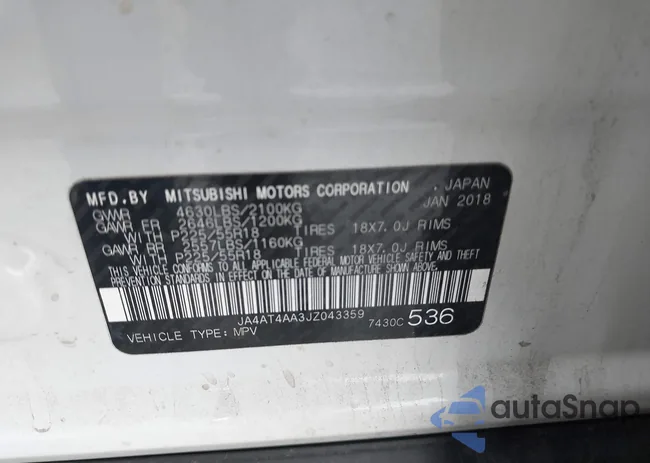 MFD.BY MITSUBISHI MOTORS CORPORATION . JAPAN
JAN 2018
GVWR 4630LBS/2100KG
GAWR FR 2646LBS/1200KG
WITH P225/55R18 TIRES 18X7.0J RIMS
GAWR RR 2557LBS/1160KG
WITH P225/55R18 TIRES 18X7.0J RIMS
THIS VEHICLE CONFORMS TO ALL APPLICABLE FEDERAL MOTOR VEHICLE SAFETY AND THEFT
PREVENTION STANDARDS IN EFFECT ON THE DATE OF MANUFACTURE SHOWN ABOVE.
JA4AT4AA3JZ043359
VEHICLE TYPE: MPV 7430C 536
autoSnap